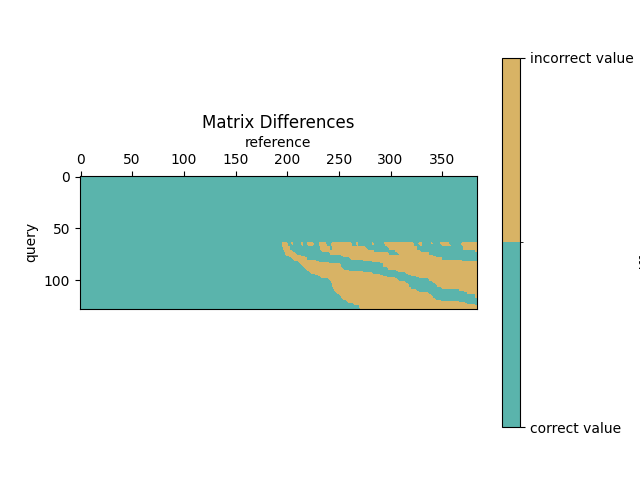 Matrix Differences
reference
0 50 100 150 200 250 300 350
query
0
50
100
incorrect value
correct value